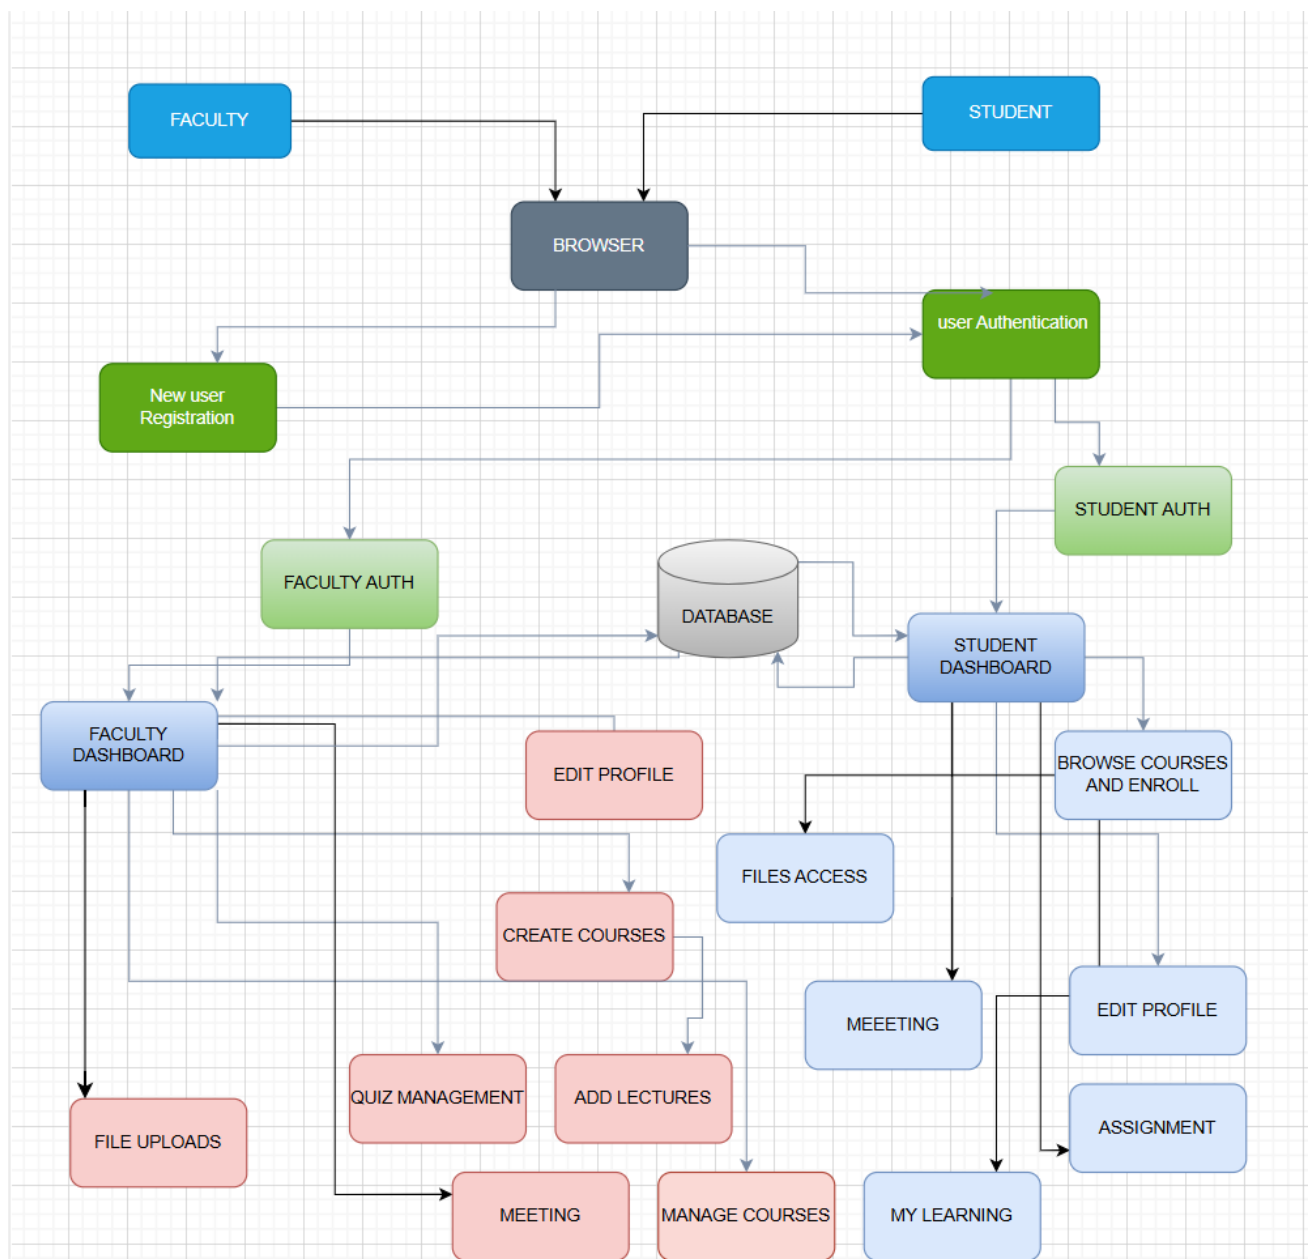 FACULTY
STUDENT
BROWSER
user Authentication
New user
Registration
STUDENT AUTH
FACULTY AUTH
DATABASE
STUDENT
DASHBOARD
FACULTY
DASHBOARD
EDIT PROFILE
BROWSE COURSES
AND ENROLL
FILES ACCESS
CREATE COURSES
MEEETING
EDIT PROFILE
QUIZ MANAGEMENT
ADD LECTURES
ASSIGNMENT
FILE UPLOADS
MEETING
MANAGE COURSES
MY LEARNING